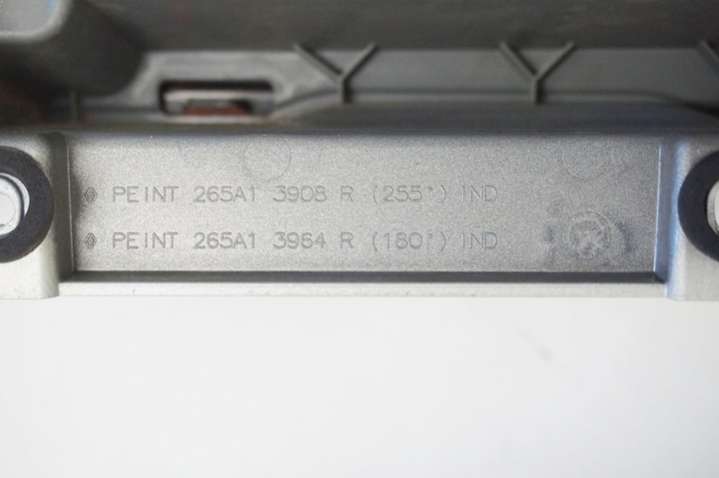 PEINT 265A1 3908 R (255°) IND
PEINT 265A1 3964 R (180°) IND